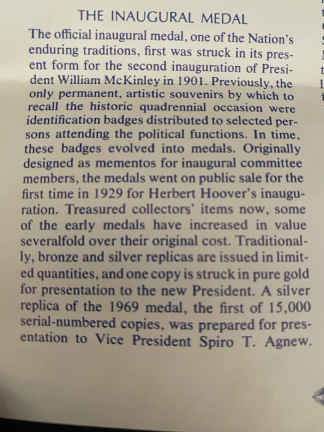 THE INAUGURAL MEDAL
The official inaugural medal, one of the Nation's
enduring traditions, first was struck in its pres-
ent form for the second inauguration of Presi-
dent William McKinley in 1901. Previously, the
only permanent, artistic souvenirs by which to
recall the historic quadrennial occasion were
identification badges distributed to selected per-
sons attending the political functions. In time,
these badges evolved into medals. Originally
designed as mementos for inaugural committee
members, the medals went on public sale for the
first time in 1929 for Herbert Hoover's inaugu-
ration. Treasured collectors' items now, some
of the early medals have increased in value
severalfold over their original cost. Traditional-
ly, bronze and silver replicas are issued in limit-
ed quantities, and one copy is struck in pure gold
for presentation to the new President. A silver
replica of the 1969 medal, the first of 15,000
serial-numbered copies, was prepared for pres-
entation to Vice President Spiro T. Agnew.